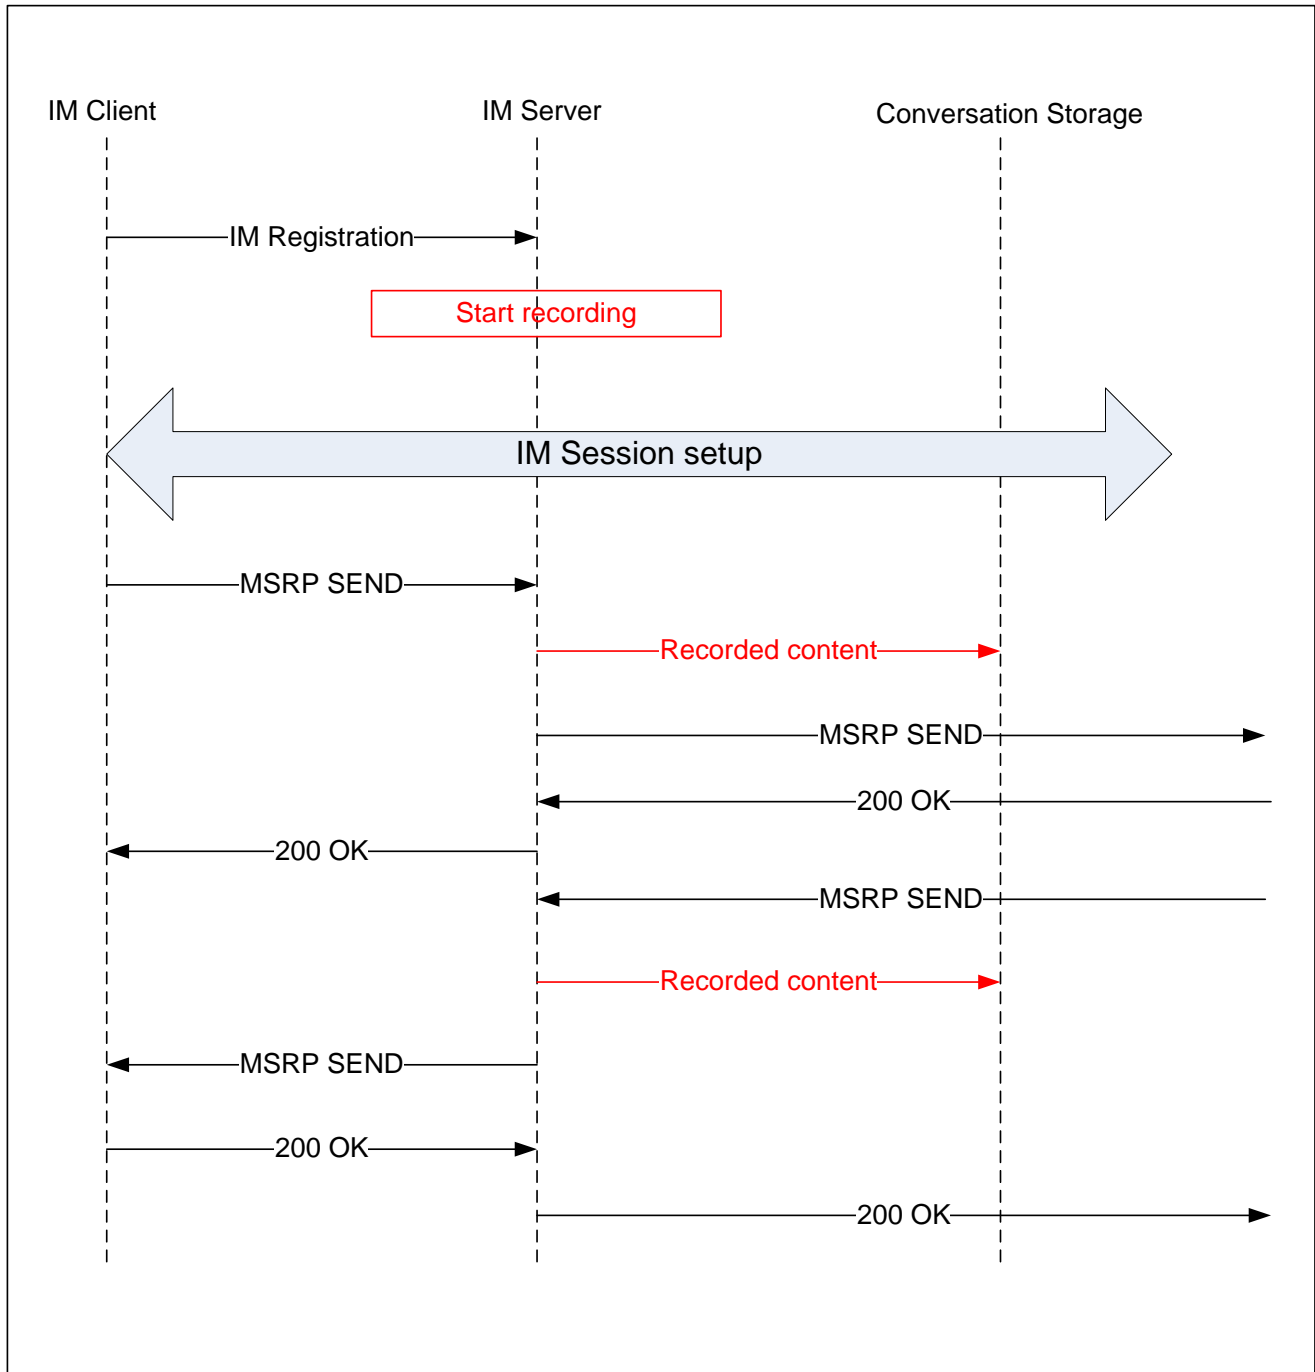 IM Client
IM Server
Conversation Storage
IM Registration
Start recording
IM Session setup
MSRP SEND
Recorded content
MSRP SEND
200 OK
200 OK
MSRP SEND
Recorded content
MSRP SEND
200 OK
200 OK